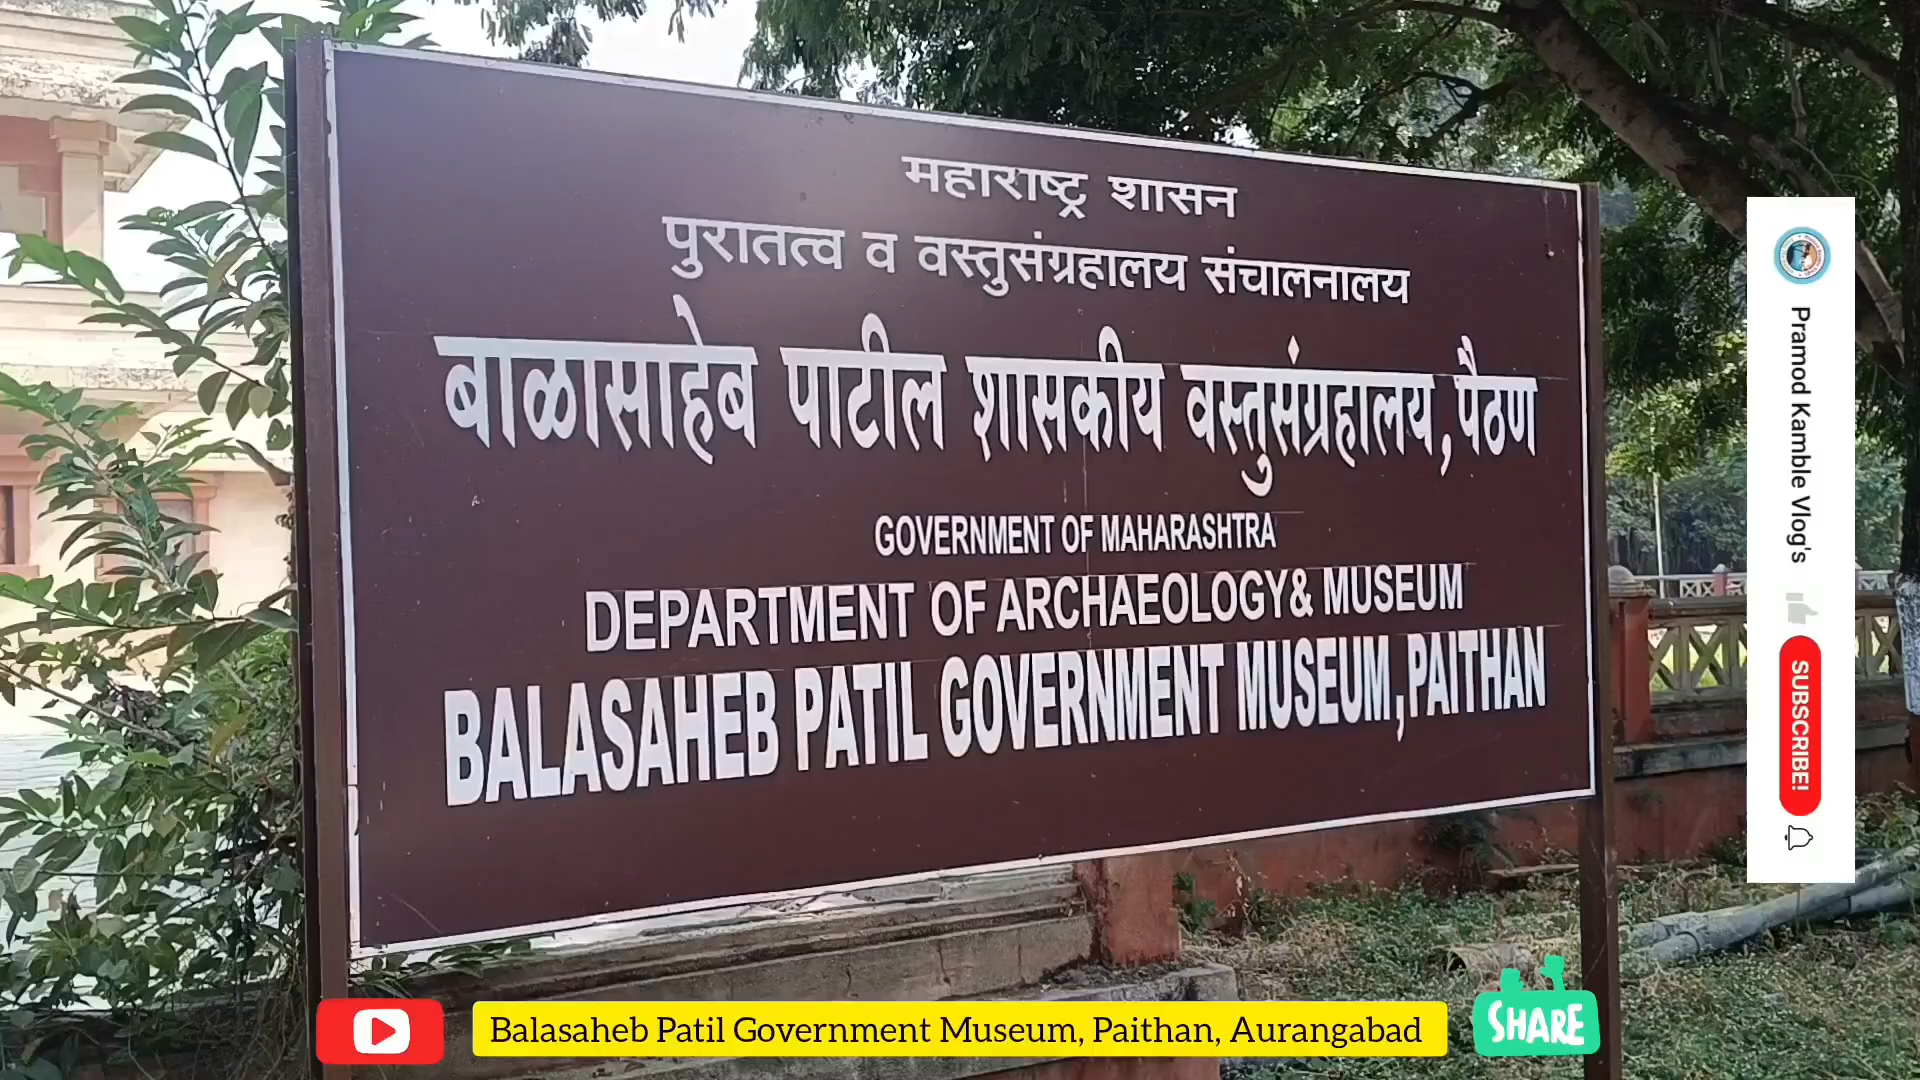 महाराष्ट्र शासन
पुरातत्व व वस्तुसंग्रहालय संचालनालय
बाळासाहेब पाटील शासकीय वस्तुसंग्रहालय,पैठण
GOVERNMENT OF MAHARASHTRA
DEPARTMENT OF ARCHAEOLOGY& MUSEUM
BALASAHEB PATIL GOVERNMENT MUSEUM,PAITHAN
Pramod Kamble Vlog's
SUBSCRIBE!
Balasaheb Patil Government Museum, Paithan, Aurangabad
SHARE